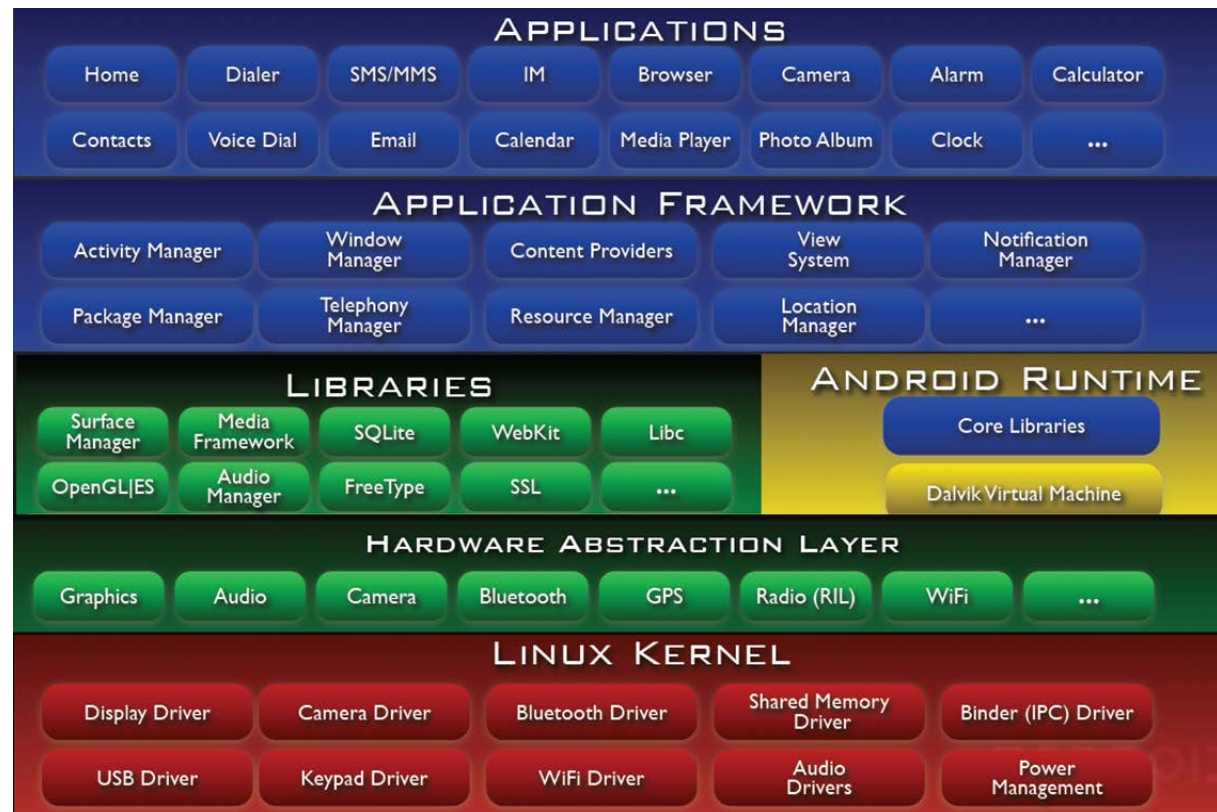 APPLICATIONS
Home
Dialer
SMS/MMS
IM
Browser
Camera
Alarm
Calculator
Contacts
Voice Dial
Email
Calendar
Media Player
Photo Album
Clock
...
APPLICATION FRAMEWORK
Activity Manager
Window
Manager
Content Providers
View
System
Notification
Manager
Package Manager
Telephony
Manager
Resource Manager
Location
Manager
...
LIBRARIES
Surface
Manager
Media
Framework
SQLite
WebKit
Libc
OpenGL|ES
Audio
Manager
FreeType
SSL
...
ANDROID RUNTIME
Core Libraries
Dalvik Virtual Machine
HARDWARE ABSTRACTION LAYER
Graphics
Audio
Camera
Bluetooth
GPS
Radio (RIL)
WiFi
...
LINUX KERNEL
Display Driver
Camera Driver
Bluetooth Driver
Shared Memory
Driver
Binder (IPC) Driver
USB Driver
Keypad Driver
WiFi Driver
Audio
Drivers
Power
Management